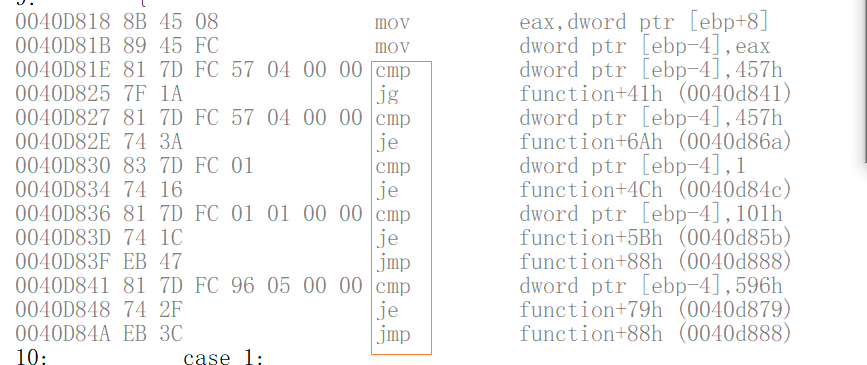 0040D818 8B 45 08 mov eax,dword ptr [ebp+8]
0040D81B 89 45 FC mov dword ptr [ebp-4],eax
0040D81E 81 7D FC 57 04 00 00 cmp dword ptr [ebp-4],457h
0040D825 7F 1A jg function+41h (0040d841)
0040D827 81 7D FC 57 04 00 00 cmp dword ptr [ebp-4],457h
0040D82E 74 3A je function+6Ah (0040d86a)
0040D830 83 7D FC 01 cmp dword ptr [ebp-4],1
0040D834 74 16 je function+4Ch (0040d84c)
0040D836 81 7D FC 01 01 00 00 cmp dword ptr [ebp-4],101h
0040D83D 74 1C je function+5Bh (0040d85b)
0040D83F EB 47 jmp function+88h (0040d888)
0040D841 81 7D FC 96 05 00 00 cmp dword ptr [ebp-4],596h
0040D848 74 2F je function+79h (0040d879)
0040D84A EB 3C jmp function+88h (0040d888)
10: case 1: